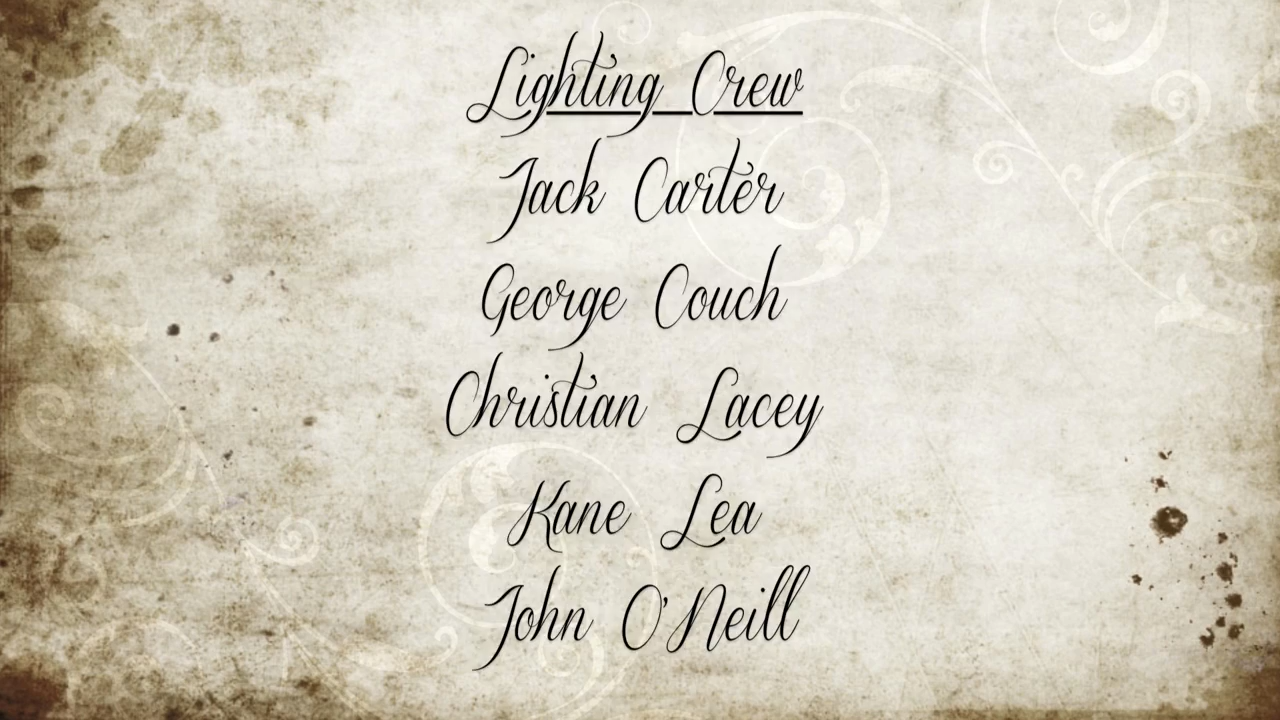 Lighting Crew
Jack Carter
George Couch
Christian Lacey
Kane Lea
John O'Neill